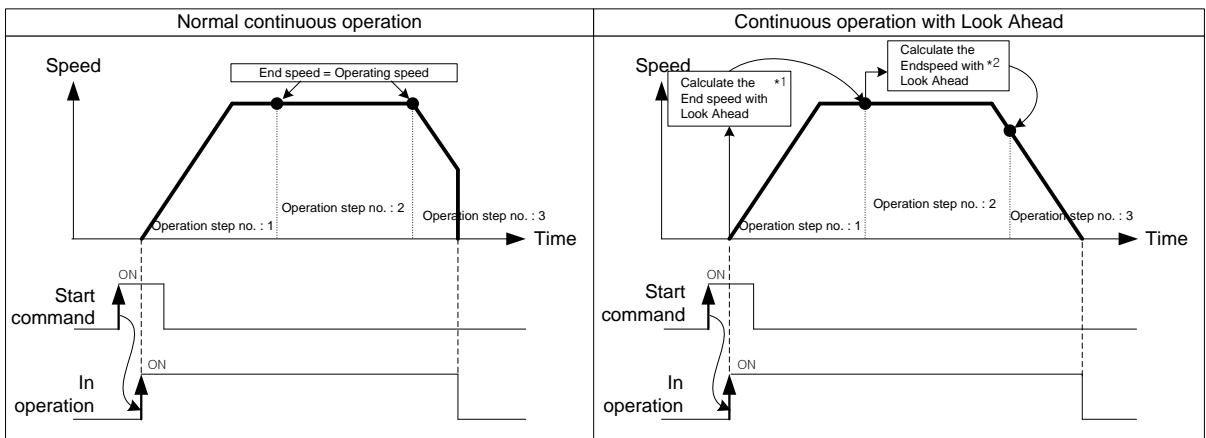 Normal continuous operation
Speed
End speed = Operating speed
Operation step no. : 1
Operation step no. : 2
Operation step no. : 3
Time
ON
Start
command
ON
In
operation
Continuous operation with Look Ahead
Speed
Calculate the *1
End speed with
Look Ahead
Calculate the
Endspeed with *2
Look Ahead
Operation step no. : 1
Operation step no. : 2
Operation step no. : 3
Time
ON
Start
command
ON
In
operation